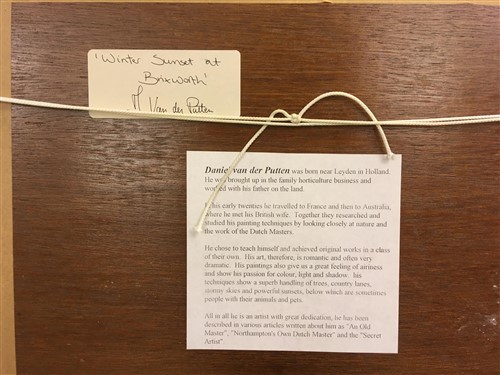 'Winter Sunset at
Brixworth'
Van der Putten
Daniel van der Putten was born near Leyden in Holland.
He was brought up in the family horticulture business and
worked with his father on the land.
In his early twenties he travelled to France and then to Australia,
where he met his British wife. Together they researched and
studied his painting techniques by looking closely at nature and
the work of the Dutch Masters.
He chose to teach himself and achieved original works in a class
of their own. His art, therefore, is romantic and often very
dramatic. His paintings also give us a great feeling of airiness
and show his passion for colour, light and shadow. his
techniques show a superb handling of trees, country lanes,
stormy skies and powerful sunsets, below which are sometimes
people with their animals and pets.
All in all he is an artist with great dedication, he has been
described in various articles written about him as "An Old
Master", "Northampton's Own Dutch Master" and the "Secret
Artist".